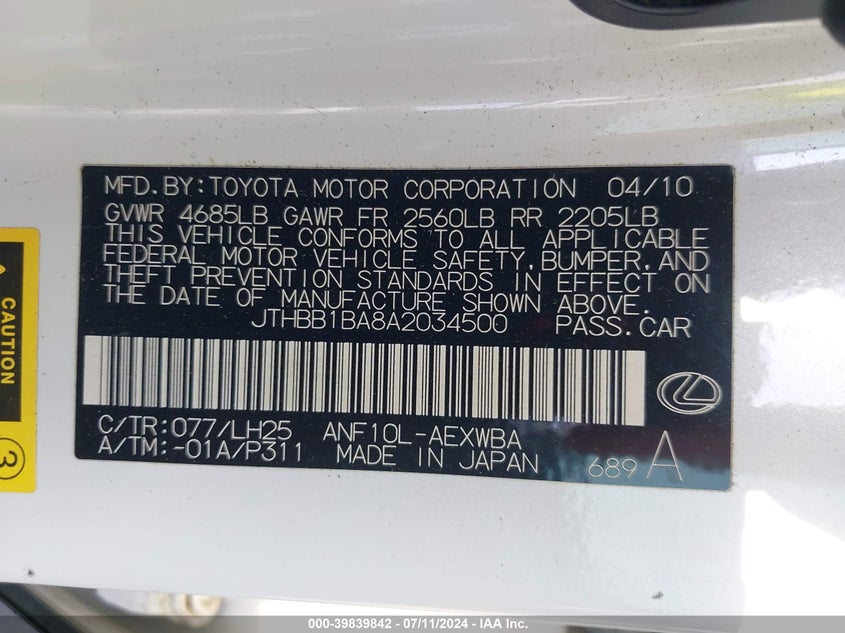 MFD.BY:TOYOTA MOTOR CORPORATION 04/10
GVWR 4685LB GAWR FR 2560LB RR 2205LB
THIS VEHICLE CONFORMS TO ALL APPLICABLE
FEDERAL MOTOR VEHICLE SAFETY,BUMPER,AND
THEFT PREVENTION STANDARDS IN EFFECT ON
THE DATE OF MANUFACTURE SHOWN ABOVE.
JTHBB1BA8A2034500 PASS.CAR
C/TR:077/LH25 ANF10L-AEXWBA
A/TM:-01A/P311 MADE IN JAPAN
689 A
CAUTION
3
000-39839842 - 07/11/2024 - IAA Inc.